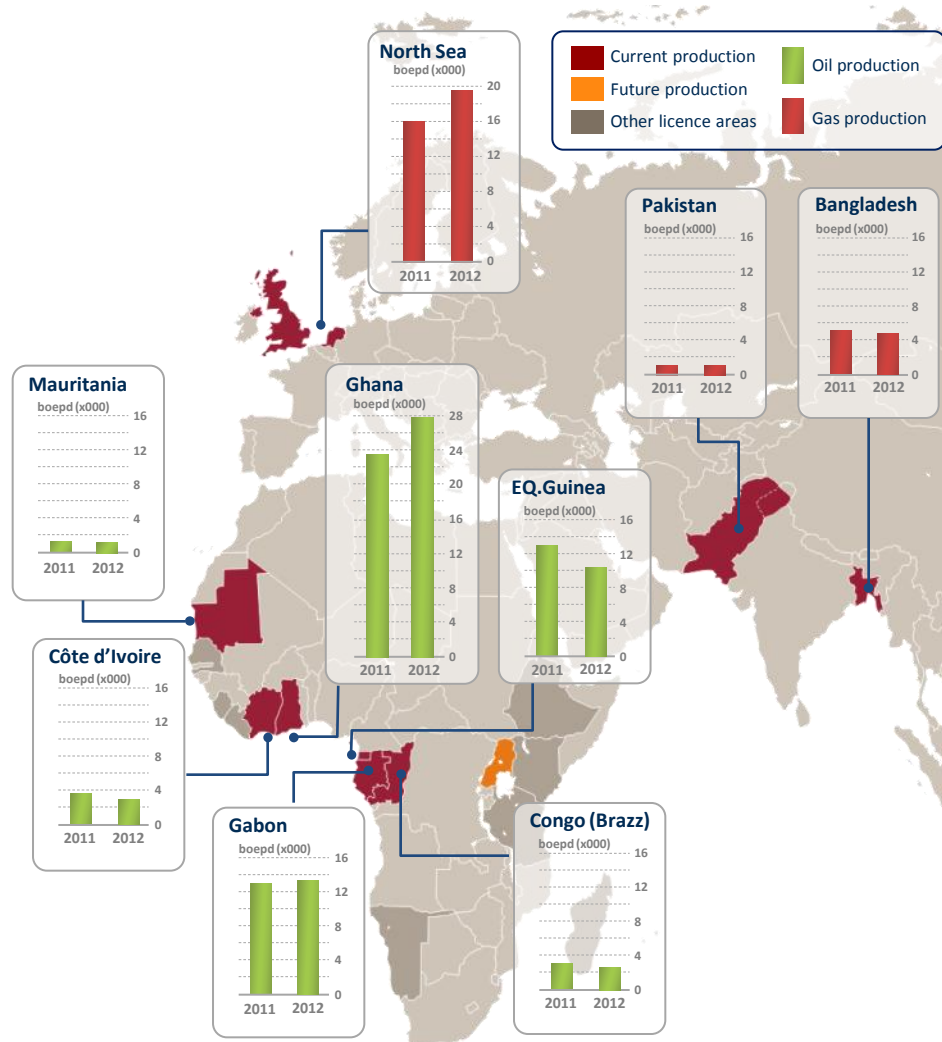 North Sea
boepd (x000)
20
16
12
4
0
2011 2012
Current production
Future production
Other licence areas
Oil production
Gas production
Pakistan
boepd (x000)
16
12
8
4
0
2011 2012
Bangladesh
boepd (x000)
16
12
8
4
0
2011 2012
Mauritania
boepd (x000)
16
12
8
4
0
2011 2012
Ghana
boepd (x000)
28
24
20
16
12
8
4
0
2011 2012
EQ.Guinea
boepd (x000)
16
12
8
4
0
2011 2012
Côte d’Ivoire
boepd (x000)
16
12
8
4
0
2011 2012
Gabon
boepd (x000)
16
12
8
4
0
2011 2012
Congo (Brazz)
boepd (x000)
16
12
8
4
0
2011 2012